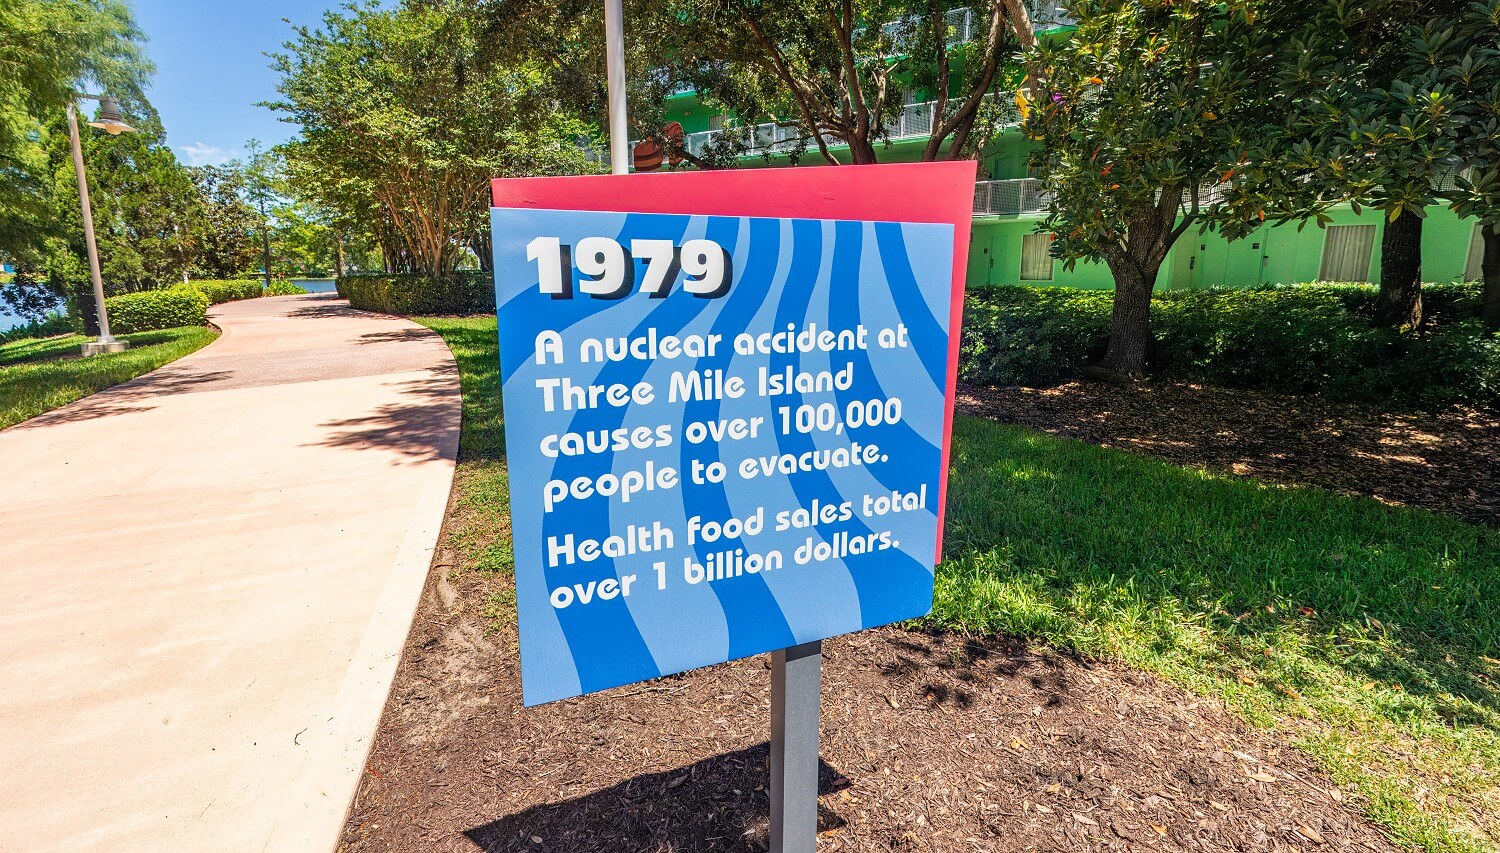 1979
A nuclear accident at
Three Mile Island
causes over 100,000
people to evacuate.
Health food sales total
over 1 billion dollars.